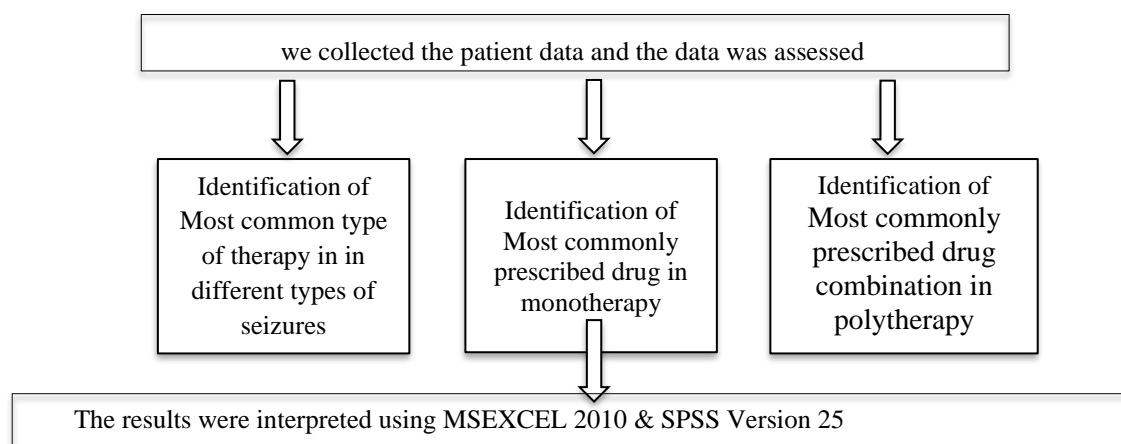 we collected the patient data and the data was assessed
Identification of
Most common type
of therapy in in
different types of
seizures
Identification of
Most commonly
prescribed drug in
monotherapy
Identification of
Most commonly
prescribed drug
combination in
polytherapy
The results were interpreted using MSEXCEL 2010 & SPSS Version 25